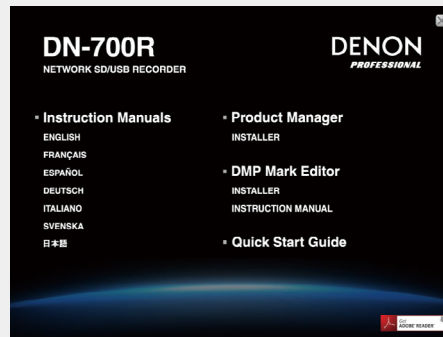 DN-700R
NETWORK SD/USB RECORDER
DENON
PROFESSIONAL
Instruction Manuals
ENGLISH
FRANÇAIS
ESPAÑOL
DEUTSCH
ITALIANO
SVENSKA
日本語
Product Manager
INSTALLER
DMP Mark Editor
INSTALLER
INSTRUCTION MANUAL
Quick Start Guide
Get
ADOBE® READER®